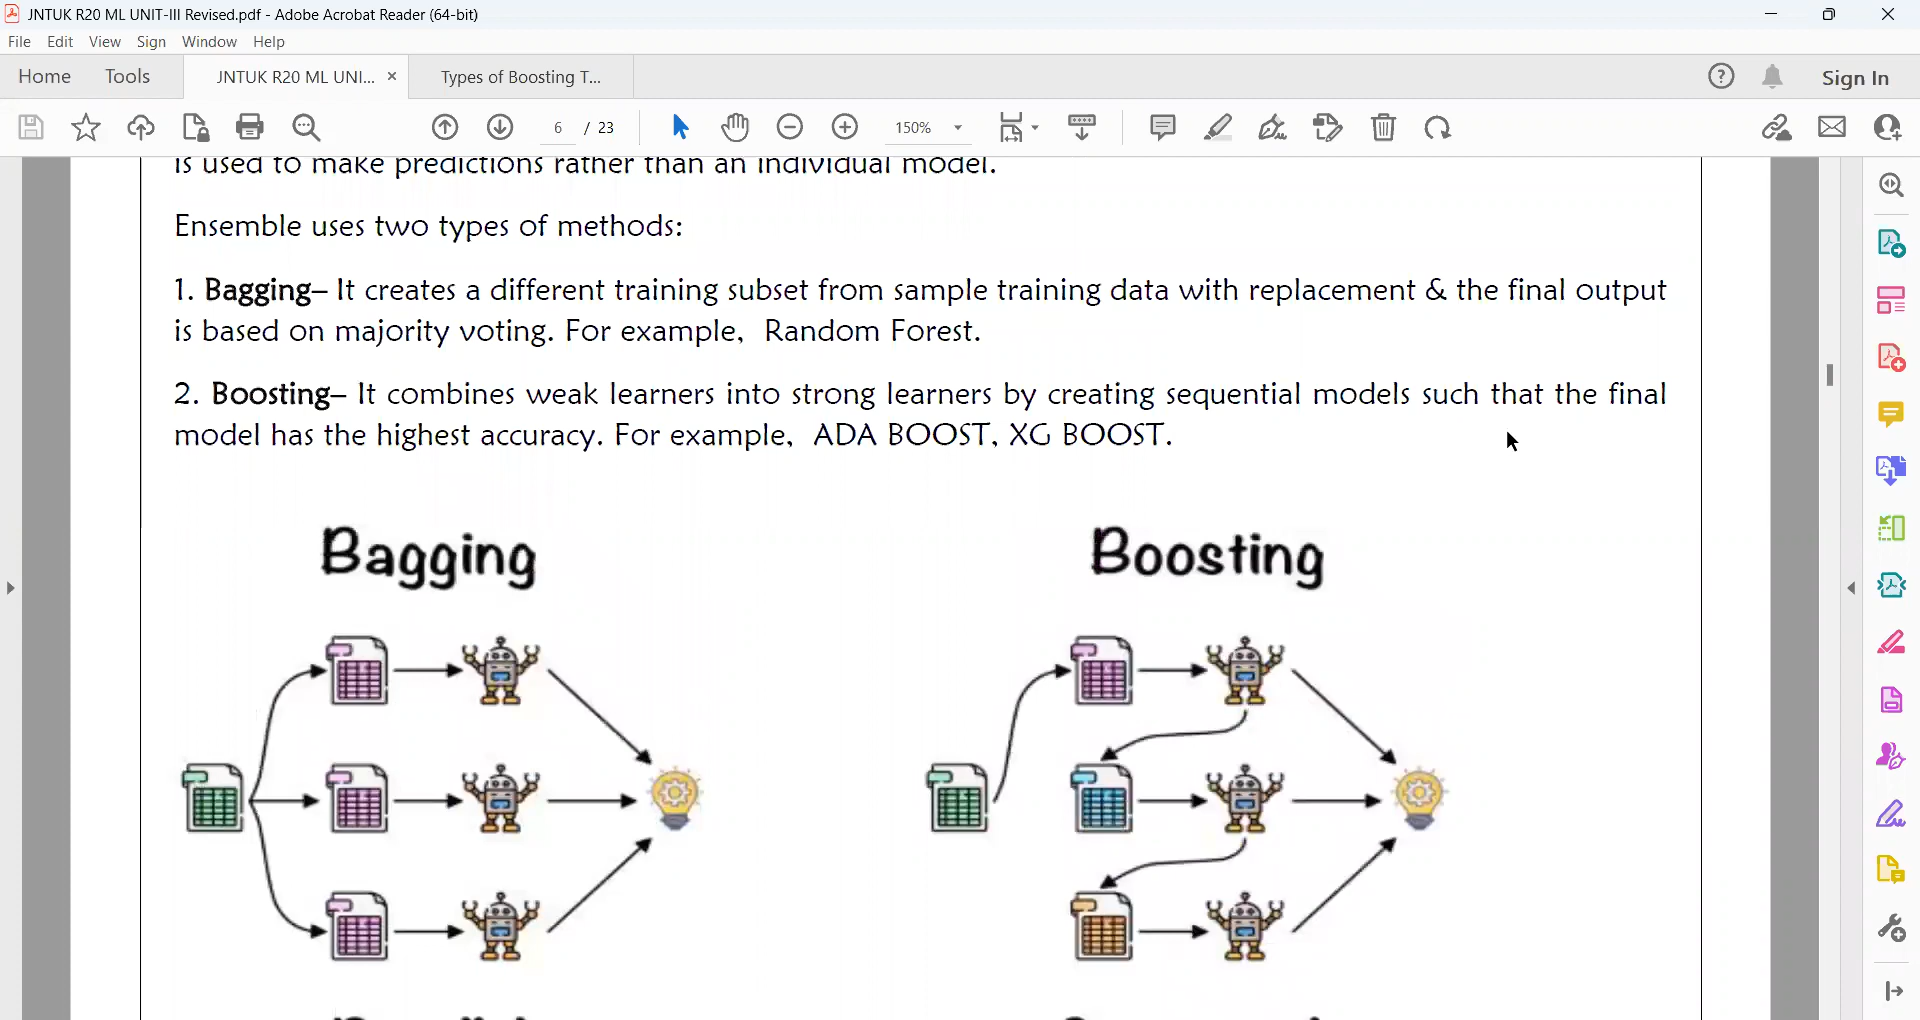 JNTUK R20 ML UNIT-III Revised.pdf - Adobe Acrobat Reader (64-bit)
File Edit View Sign Window Help
Home Tools JNTUK R20 ML UNI... × Types of Boosting T... Sign In
6 / 23 150%
is used to make predictions rather than an individual model.
Ensemble uses two types of methods:
1. Bagging– It creates a different training subset from sample training data with replacement & the final output
is based on majority voting. For example, Random Forest.
2. Boosting– It combines weak learners into strong learners by creating sequential models such that the final
model has the highest accuracy. For example, ADA BOOST, XG BOOST.
Bagging Boosting